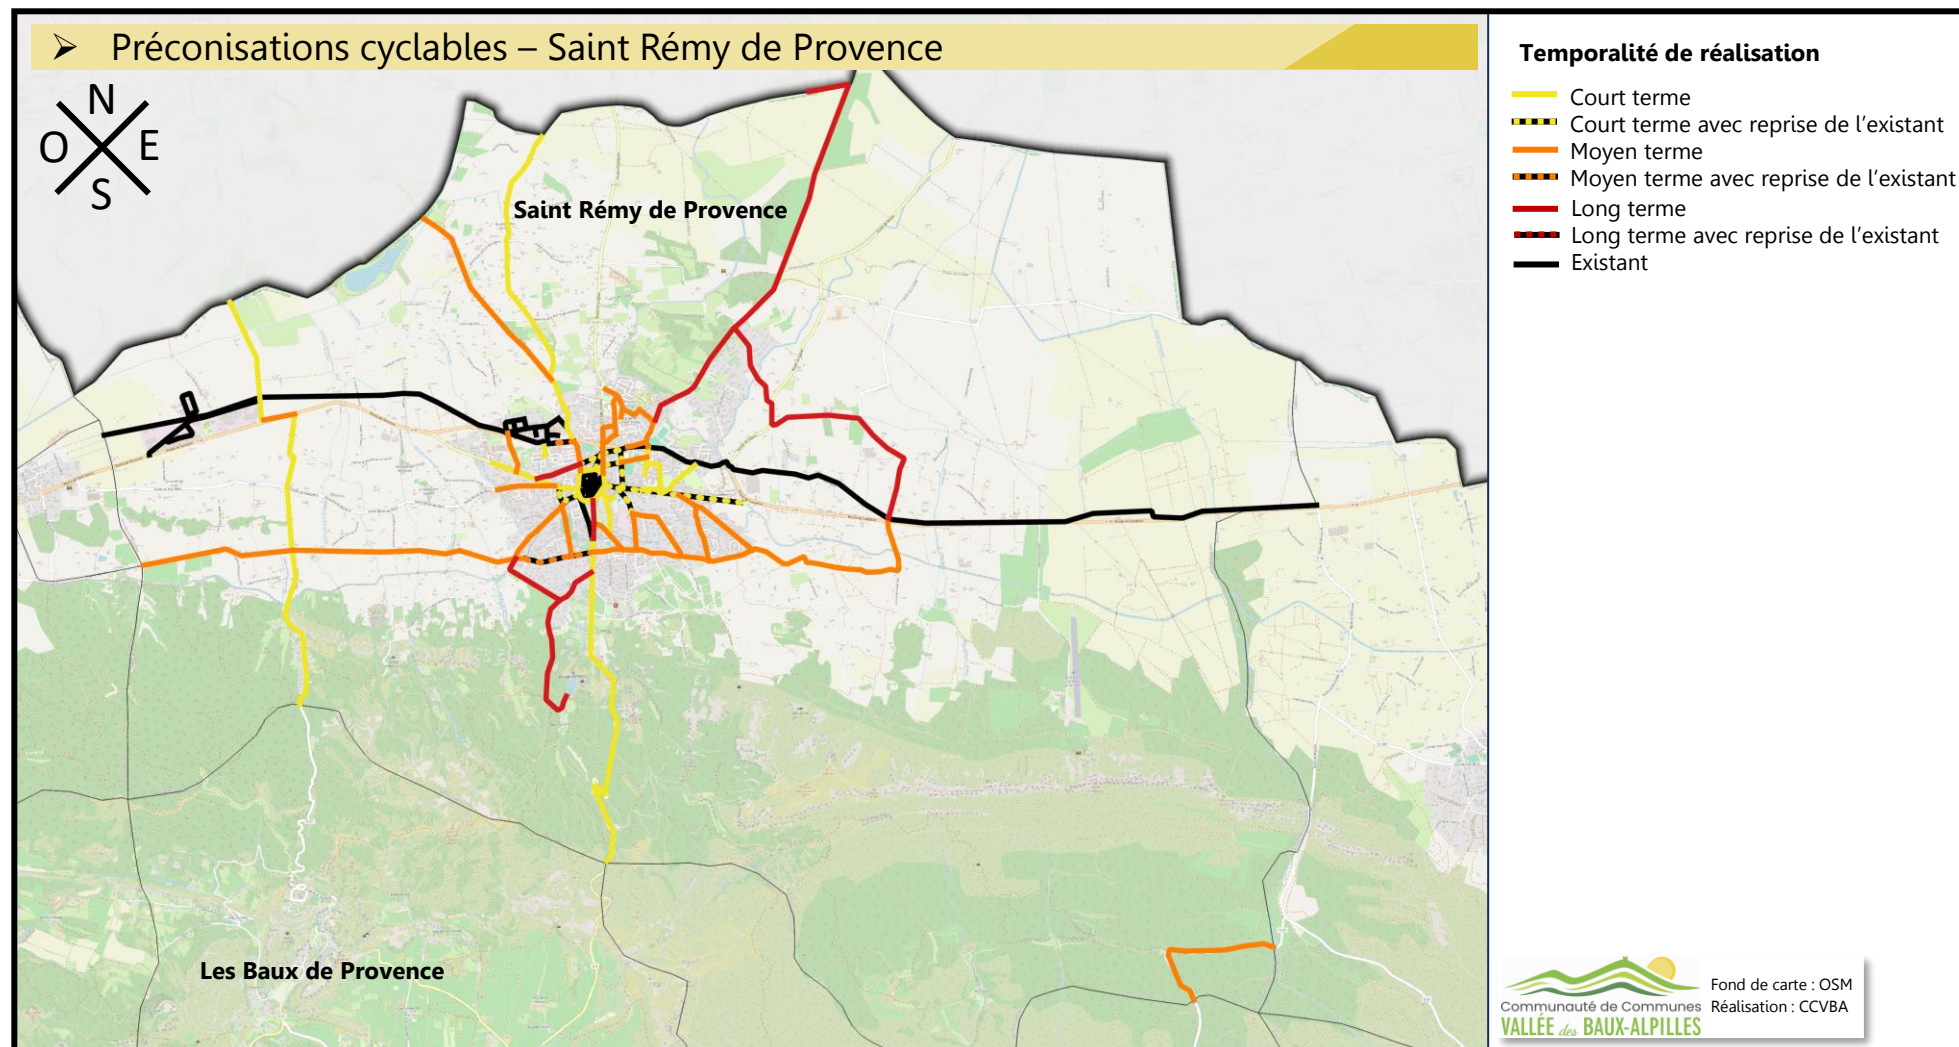 ➢ Préconisations cyclables – Saint Rémy de Provence
N
O E
S
Saint Rémy de Provence
Les Baux de Provence
Temporalité de réalisation
Court terme
Court terme avec reprise de l'existant
Moyen terme
Moyen terme avec reprise de l'existant
Long terme
Long terme avec reprise de l'existant
Existant
Communauté de Communes
VALLÉE des BAUX-ALPILLES
Fond de carte : OSM
Réalisation : CCVBA